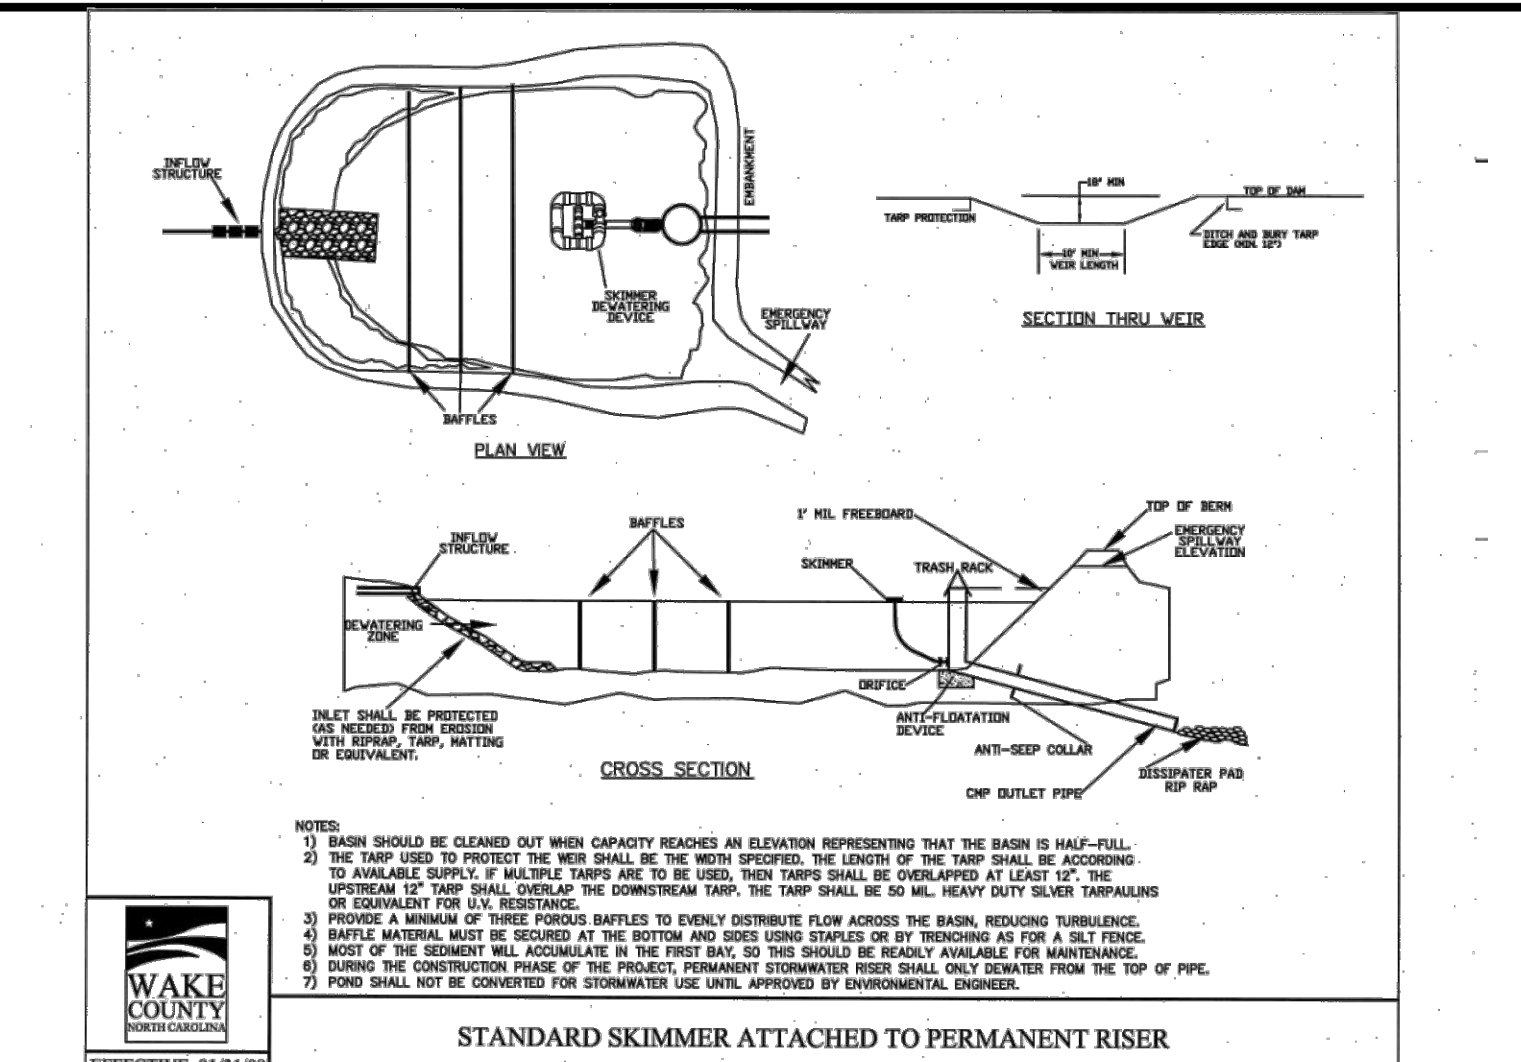 INFLOW
STRUCTURE
EMBANKMENT
SKIMMER
DEWATERING
DEVICE
EMERGENCY
SPILLWAY
BAFFLES
PLAN VIEW
18" MIN
TOP OF DAM
TARP PROTECTION
DITCH AND BURY TARP
EDGE (MIN. 12")
10' MIN
WEIR LENGTH
SECTION THRU WEIR
TOP OF BERM
1' MIL FREEBOARD
BAFFLES
EMERGENCY
SPILLWAY
ELEVATION
INFLOW
STRUCTURE
SKIMMER
TRASH RACK
DEWATERING
ZONE
ORIFICE
INLET SHALL BE PROTECTED
(AS NEEDED) FROM EROSION
WITH RIPRAP, TARP, MATTING
OR EQUIVALENT.
ANTI-FLOATATION
DEVICE
ANTI-SEEP COLLAR
CROSS SECTION
DISSIPATER PAD
RIP RAP
CMP OUTLET PIPE
NOTES:
1) BASIN SHOULD BE CLEANED OUT WHEN CAPACITY REACHES AN ELEVATION REPRESENTING THAT THE BASIN IS HALF-FULL.
2) THE TARP USED TO PROTECT THE WEIR SHALL BE THE WIDTH SPECIFIED. THE LENGTH OF THE TARP SHALL BE ACCORDING
TO AVAILABLE SUPPLY. IF MULTIPLE TARPS ARE TO BE USED, THEN TARPS SHALL BE OVERLAPPED AT LEAST 12". THE
UPSTREAM 12" TARP SHALL OVERLAP THE DOWNSTREAM TARP. THE TARP SHALL BE 50 MIL. HEAVY DUTY SILVER TARPAULINS
OR EQUIVALENT FOR U.V. RESISTANCE.
3) PROVIDE A MINIMUM OF THREE POROUS BAFFLES TO EVENLY DISTRIBUTE FLOW ACROSS THE BASIN, REDUCING TURBULENCE.
4) BAFFLE MATERIAL MUST BE SECURED AT THE BOTTOM AND SIDES USING STAPLES OR BY TRENCHING AS FOR A SILT FENCE.
5) MOST OF THE SEDIMENT WILL ACCUMULATE IN THE FIRST BAY, SO THIS SHOULD BE READILY AVAILABLE FOR MAINTENANCE.
6) DURING THE CONSTRUCTION PHASE OF THE PROJECT, PERMANENT STORMWATER RISER SHALL ONLY DEWATER FROM THE TOP OF PIPE.
7) POND SHALL NOT BE CONVERTED FOR STORMWATER USE UNTIL APPROVED BY ENVIRONMENTAL ENGINEER.
WAKE
COUNTY
NORTH CAROLINA
STANDARD SKIMMER ATTACHED TO PERMANENT RISER